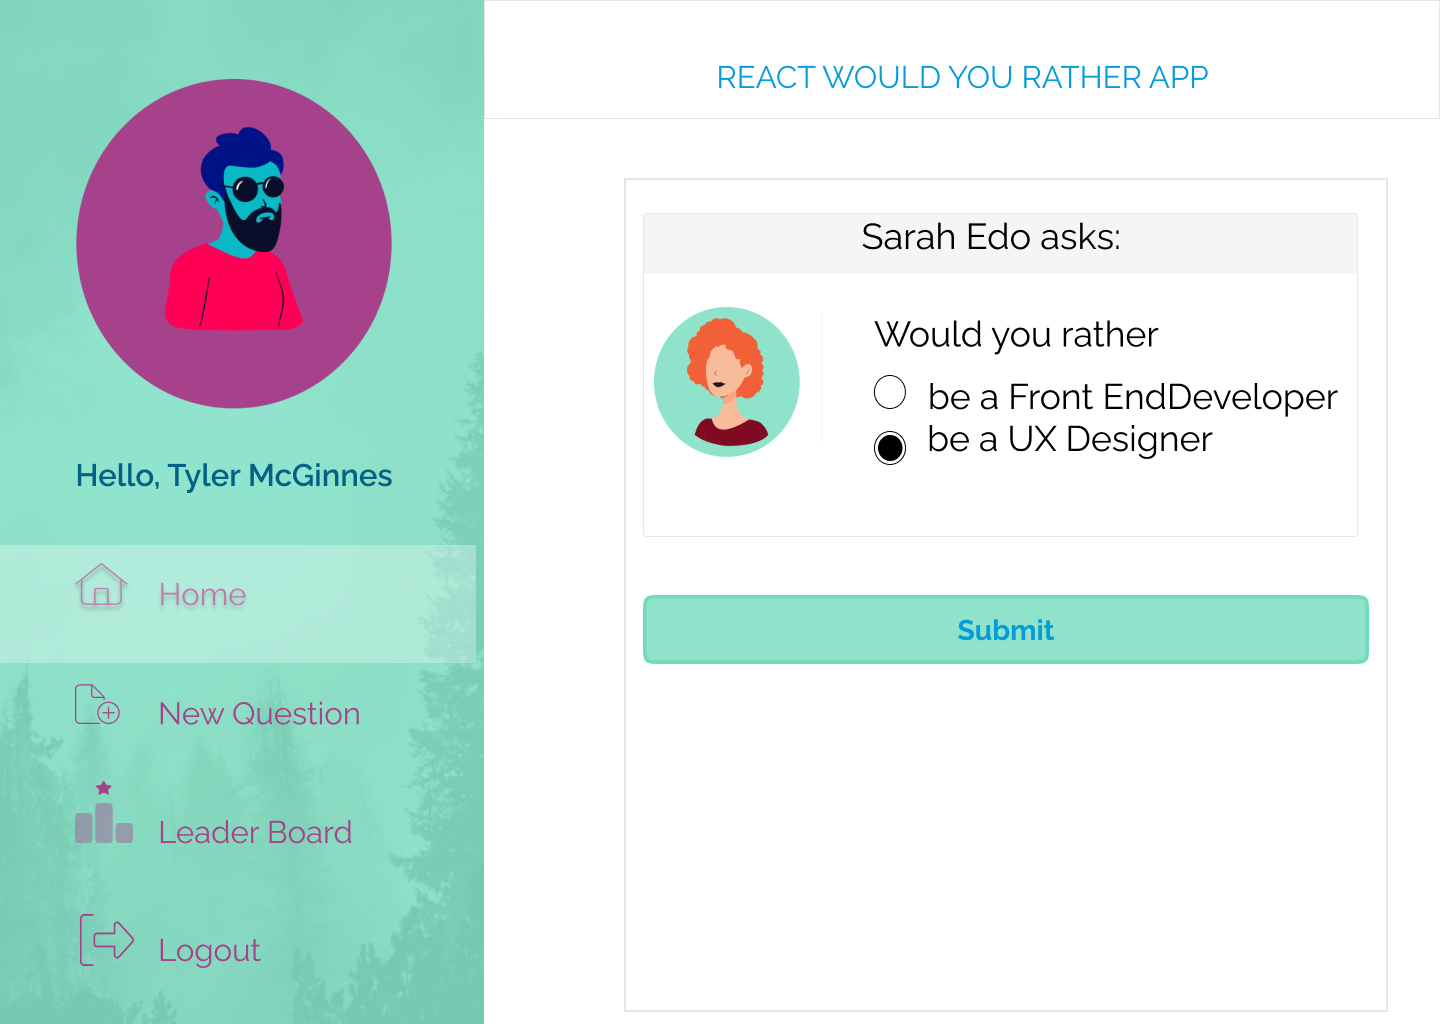 REACT WOULD YOU RATHER APP
Hello, Tyler McGinnes
Home
New Question
Leader Board
Logout
Sarah Edo asks:
Would you rather
be a Front EndDeveloper
be a UX Designer
Submit